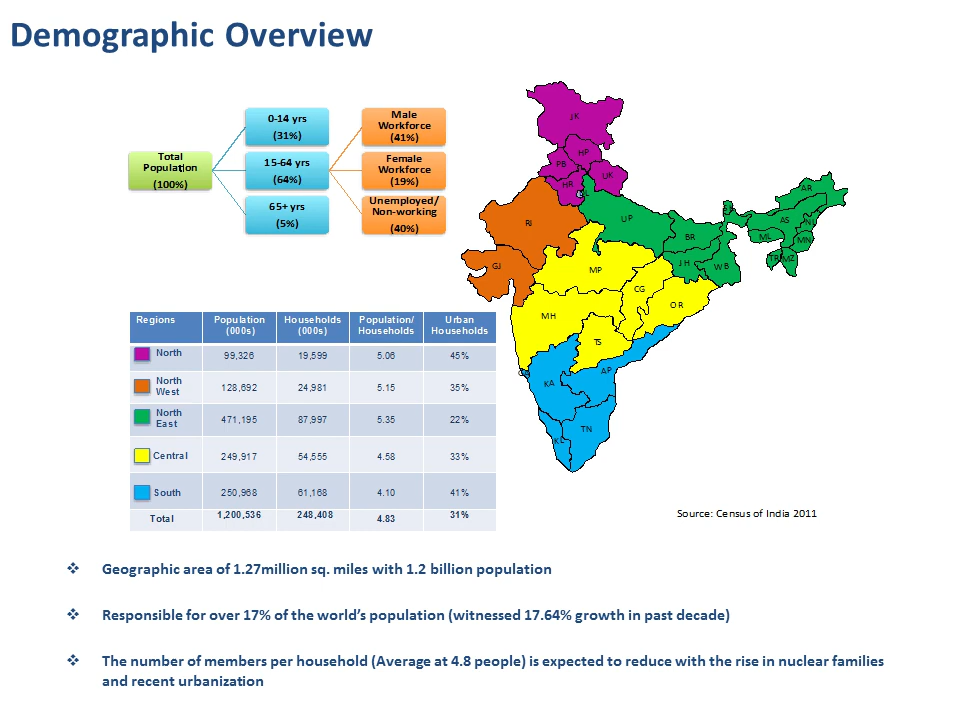 Demographic Overview
Total
Population
(100%)
0-14 yrs
(31%)
15-64 yrs
(64%)
65+ yrs
(5%)
Male
Workforce
(41%)
Female
Workforce
(19%)
Unemployed/
Non-working
(40%)
JK
HP
PB
UK
HR
RJ
UP
GJ
BR
JH
WB
AR
AS
ML
MN
TR
MZ
MP
CG
OR
MH
TS
AP
KA
TN
KL
Regions Population Households Population/ Urban
(000s) (000s) Households Households
North 99,326 19,599 5.06 45%
North
West 128,692 24,981 5.15 35%
North
East 471,195 87,997 5.35 22%
Central 249,917 54,555 4.58 33%
South 250,968 61,168 4.10 41%
Total 1,200,536 248,408 4.83 31%
Source: Census of India 2011
❖ Geographic area of 1.27million sq. miles with 1.2 billion population
❖ Responsible for over 17% of the world’s population (witnessed 17.64% growth in past decade)
❖ The number of members per household (Average at 4.8 people) is expected to reduce with the rise in nuclear families
and recent urbanization